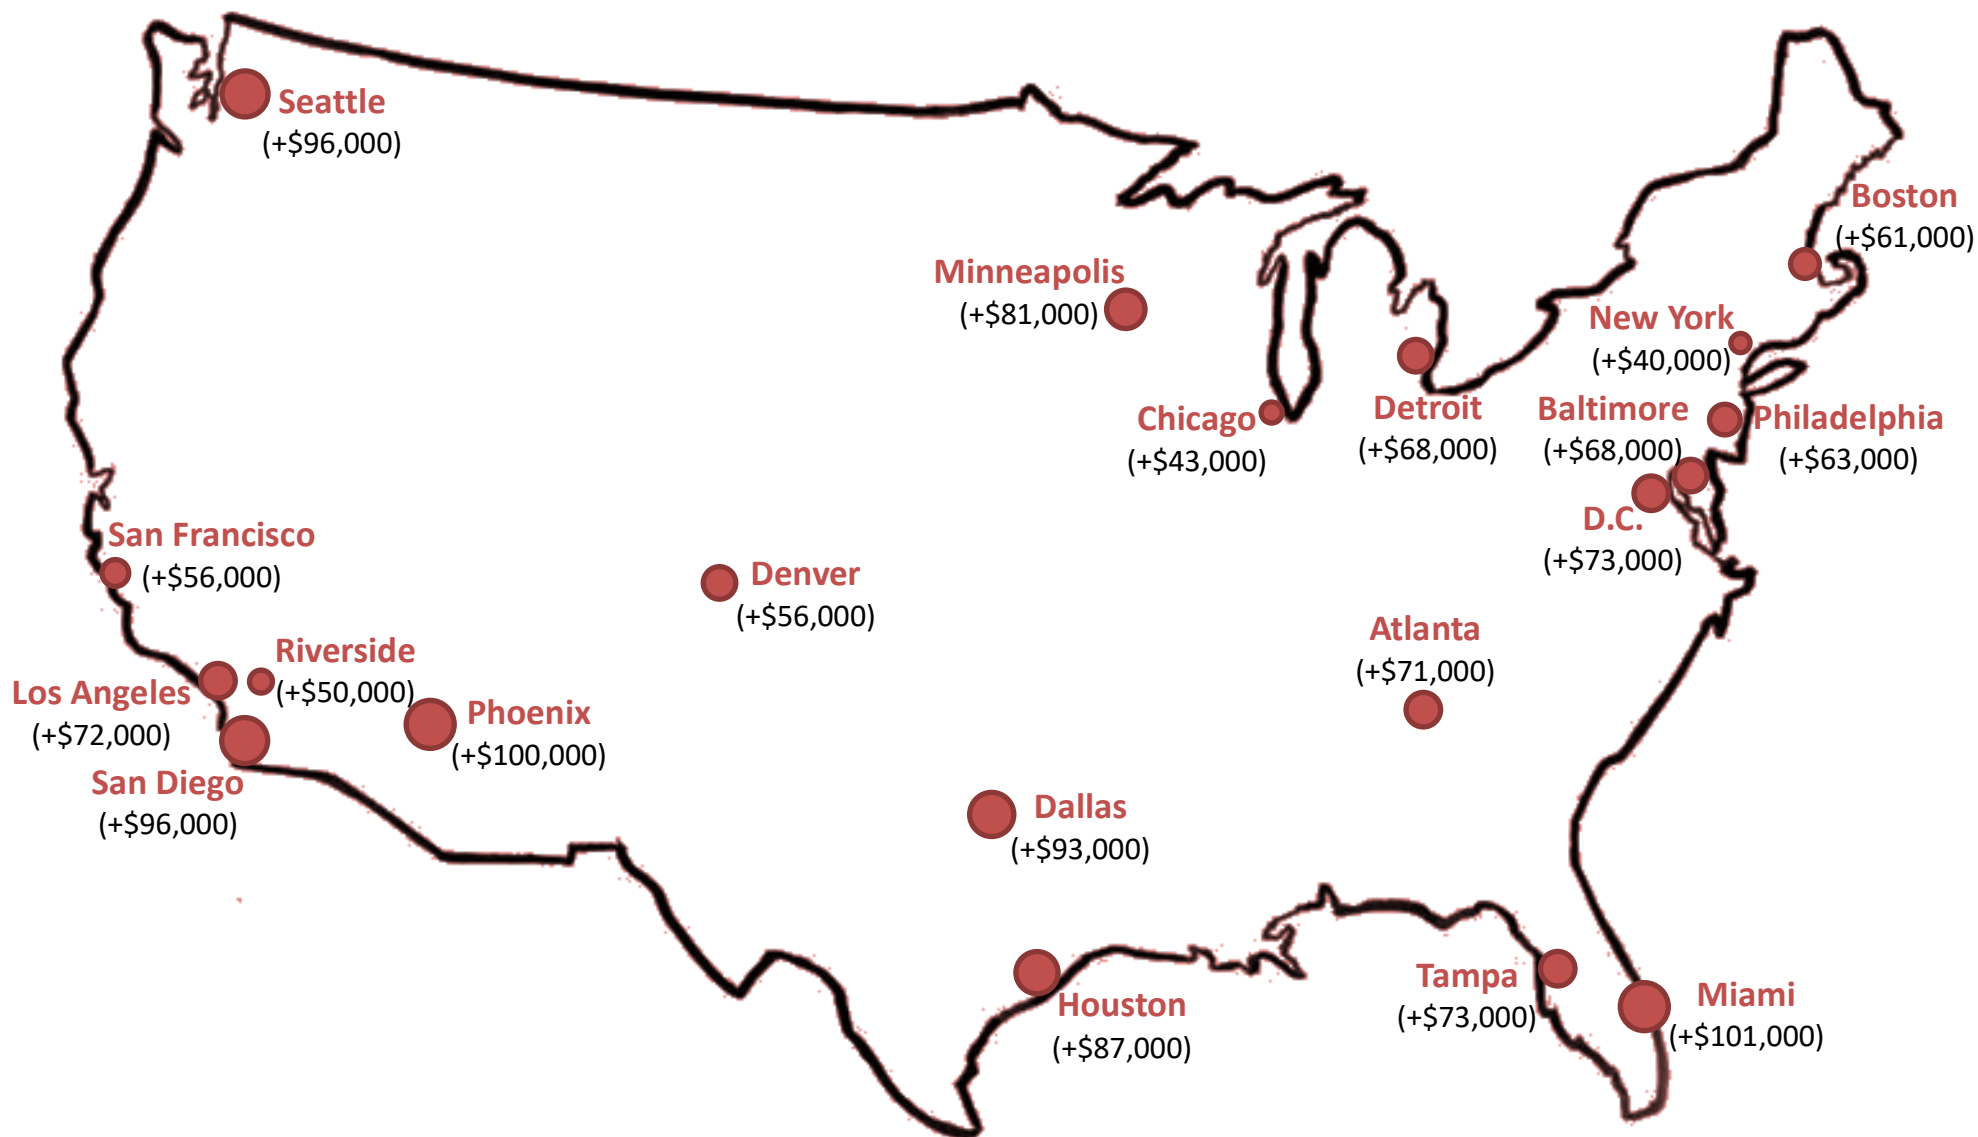 Seattle
(+$96,000)
Boston
(+$61,000)
Minneapolis
(+$81,000)
New York
(+$40,000)
Chicago
(+$43,000)
Detroit
(+$68,000)
Baltimore
(+$68,000)
Philadelphia
(+$63,000)
D.C.
(+$73,000)
San Francisco
(+$56,000)
Denver
(+$56,000)
Atlanta
(+$71,000)
Riverside
(+$50,000)
Los Angeles
(+$72,000)
Phoenix
(+$100,000)
San Diego
(+$96,000)
Dallas
(+$93,000)
Houston
(+$87,000)
Tampa
(+$73,000)
Miami
(+$101,000)